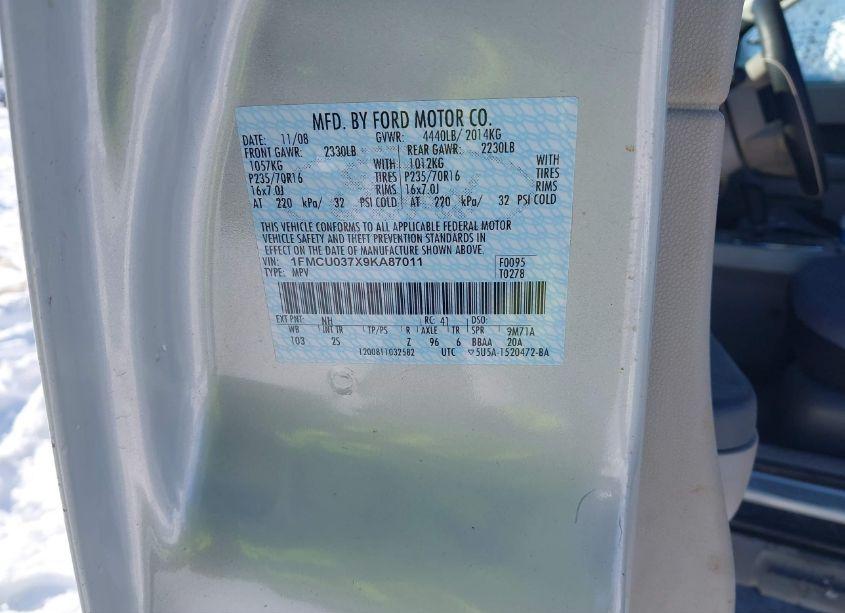 MFD. BY FORD MOTOR CO.
DATE: 11/08 GVWR: 4440LB/ 2014KG
FRONT GAWR: 2330LB REAR GAWR: 2230LB
1057KG WITH 1012KG WITH
P235/70R16 TIRES P235/70R16 TIRES
16x7.0J RIMS 16x7.0J RIMS
AT 220 kPa/ 32 PSI COLD AT 220 kPa/ 32 PSI COLD
THIS VEHICLE CONFORMS TO ALL APPLICABLE FEDERAL MOTOR
VEHICLE SAFETY AND THEFT PREVENTION STANDARDS IN
EFFECT ON THE DATE OF MANUFACTURE SHOWN ABOVE.
VIN: 1FMCU037X9KA87011 F0095
TYPE: MPV T0278
EXT PNT: NH RC: 41 DSO:
WB INT TR TP/PS R AXLE TR SPR 9M71A
103 2S Z 96 6 BBAA 20A
1200811032582 UTC ▽5U5A-1520472-BA